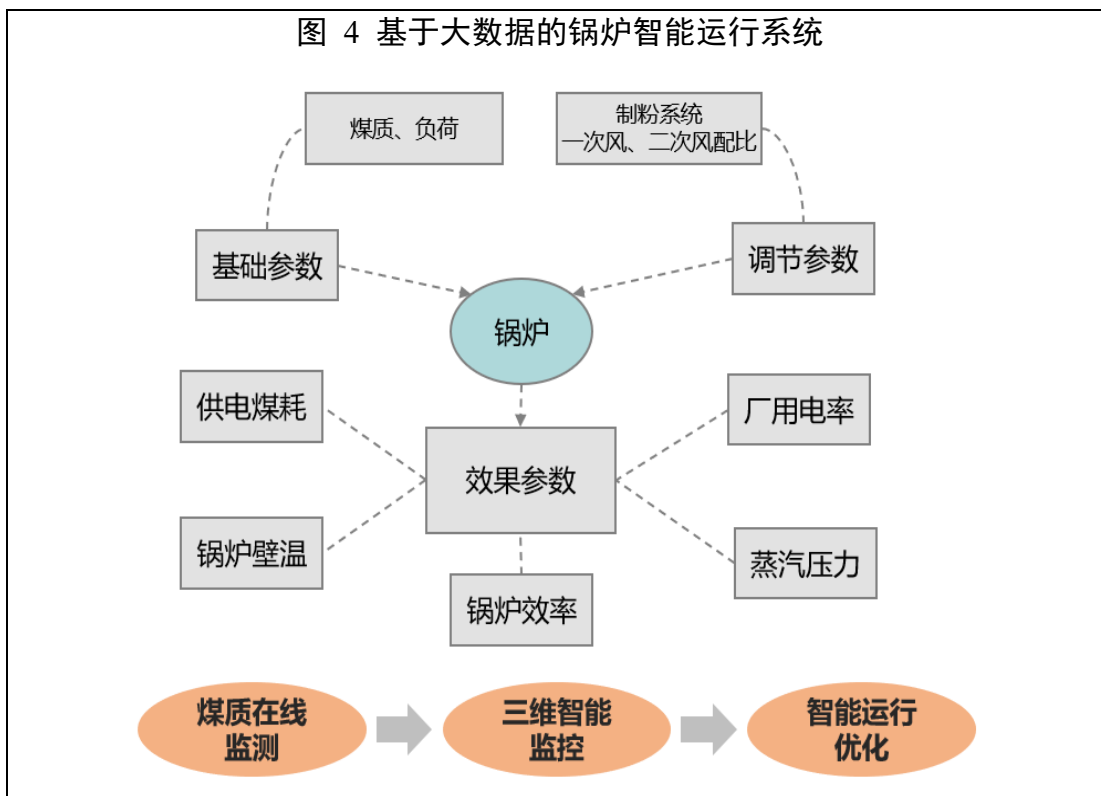 图 4 基于大数据的锅炉智能运行系统
煤质、负荷
制粉系统
一次风、二次风配比
基础参数
调节参数
锅炉
供电煤耗
厂用电率
效果参数
锅炉壁温
蒸汽压力
锅炉效率
煤质在线
监测
三维智能
监控
智能运行
优化